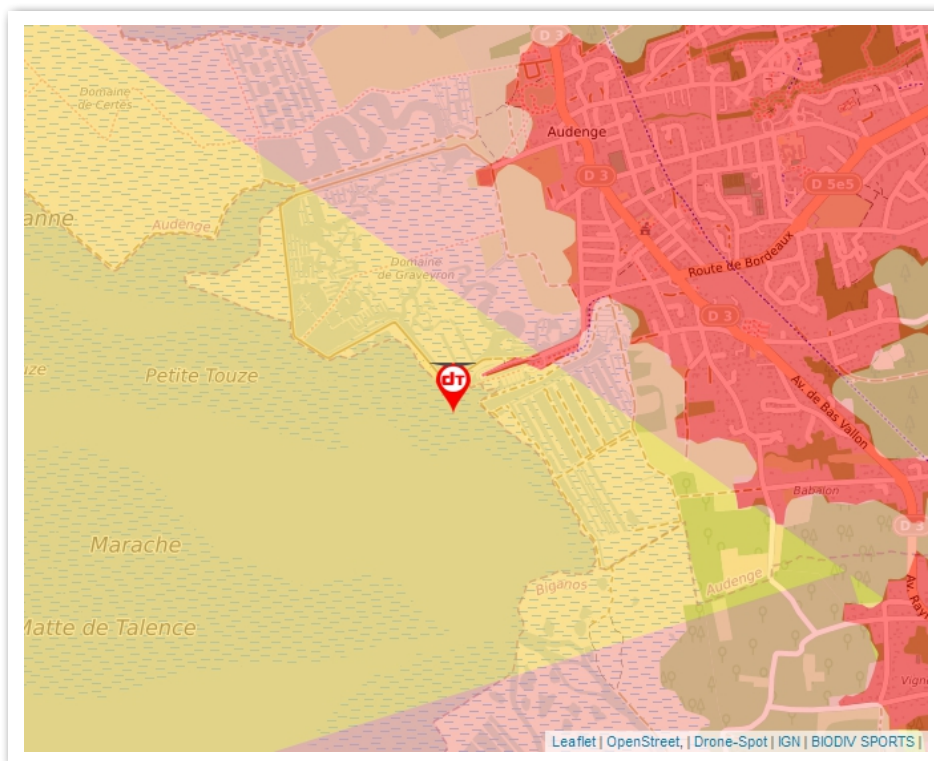 D 3
Domaine
de Certes
Audenge
D 3
D 5e5
anne
Audenge
Domaine
de Graveyron
Route de Bordeaux
D 3
uze
Petite Touze
dT
Av. de Bas Vallon
Babalon
D 3
Marache
Biganos
Audenge
Matte de Talence
Av. Ray
Vign
Leaflet | OpenStreet, | Drone-Spot | IGN | BIODIV SPORTS |